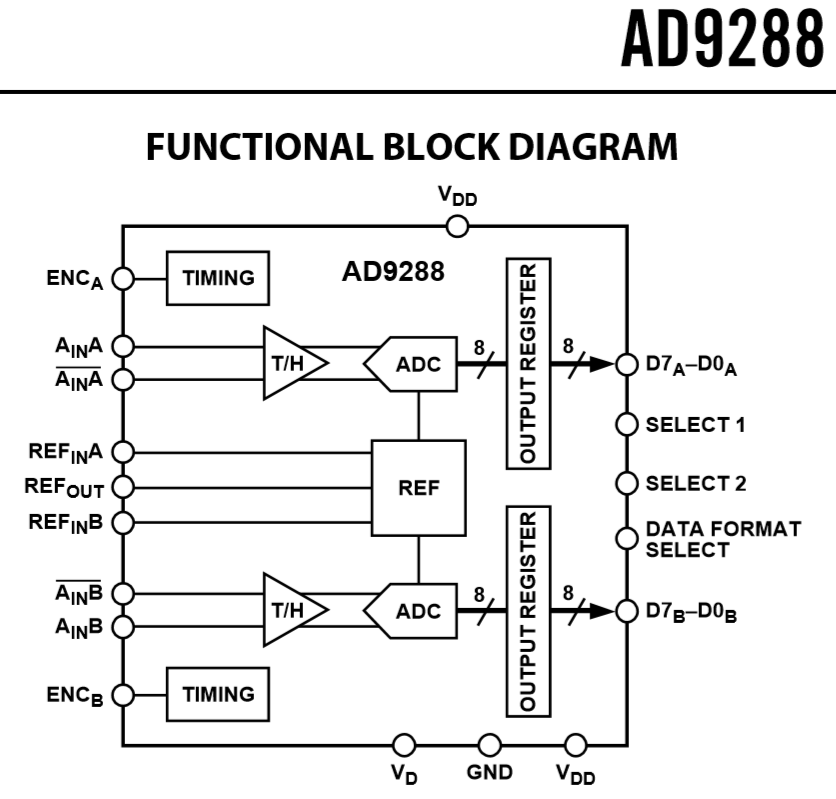 AD9288
FUNCTIONAL BLOCK DIAGRAM
VDD
AD9288
ENCA
TIMING
AINA
A̅I̅N̅A̅
T/H
ADC
8
OUTPUT REGISTER
8
D7A–D0A
SELECT 1
SELECT 2
DATA FORMAT
SELECT
REFINA
REFOUT
REFINB
REF
A̅I̅N̅B̅
AINB
T/H
ADC
8
OUTPUT REGISTER
8
D7B–D0B
ENCB
TIMING
VD
GND
VDD